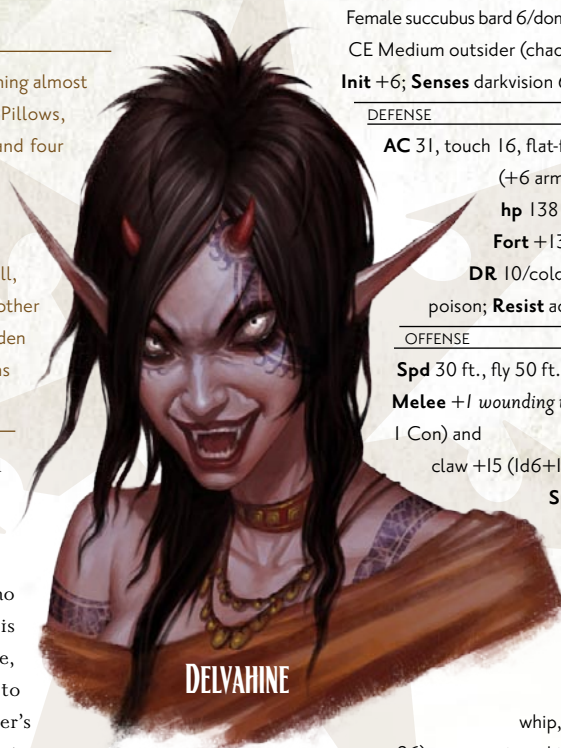 ning almost
Pillows,
and four
ll,
other
den
ns
no
is
e,
to
er's
Female succubus bard 6/don
CE Medium outsider (chao
Init +6; Senses darkvision 6
DEFENSE
AC 31, touch 16, flat-f
(+6 arm
hp 138
Fort +13
DR 10/cold
poison; Resist ac
OFFENSE
Spd 30 ft., fly 50 ft.
Melee +1 wounding
1 Con) and
claw +15 (1d6+1
S
whip,
DELVAHINE